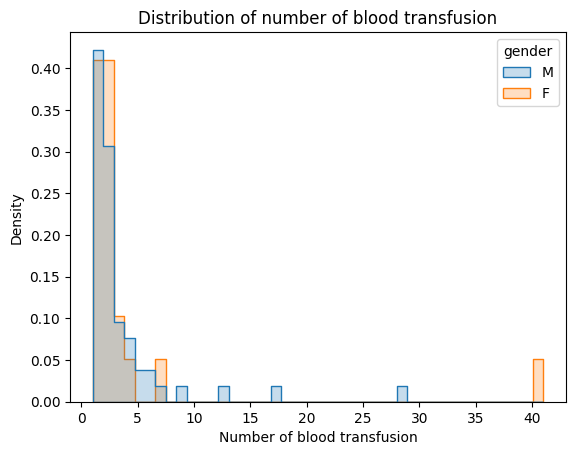 Distribution of number of blood transfusion
gender
M
F
0.40
0.35
0.30
0.25
0.20
0.15
0.10
0.05
0.00
Density
0 5 10 15 20 25 30 35 40
Number of blood transfusion